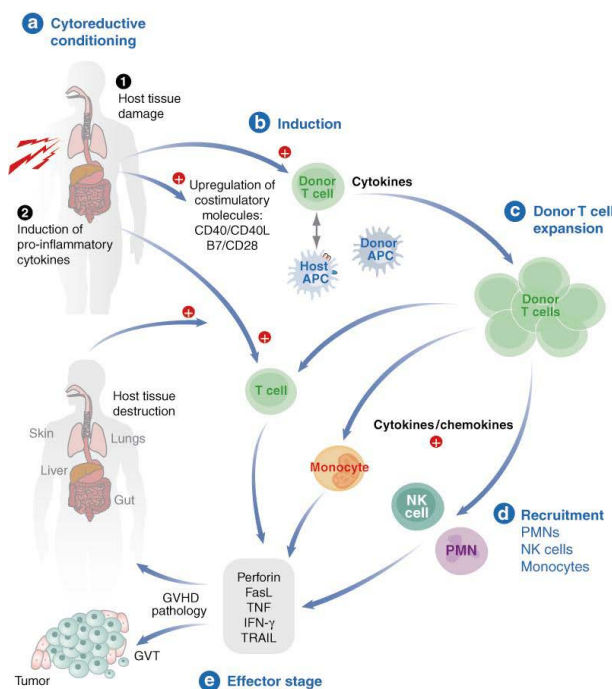 a Cytoreductive
conditioning
1
Host tissue
damage
b Induction
+
+
Upregulation of
costimulatory
molecules:
CD40/CD40L
B7/CD28
Donor
T cell
Cytokines
2
Induction of
pro-inflammatory
cytokines
Host
APC
Donor
APC
c Donor T cell
expansion
Donor
T cells
+
+
Host tissue
destruction
T cell
Skin
Lungs
Liver
Gut
Cytokines/chemokines
+
Monocyte
NK
cell
PMN
d Recruitment
PMNs
NK cells
Monocytes
Perforin
FasL
TNF
IFN-γ
TRAIL
GVHD
pathology
GVT
Tumor
e Effector stage